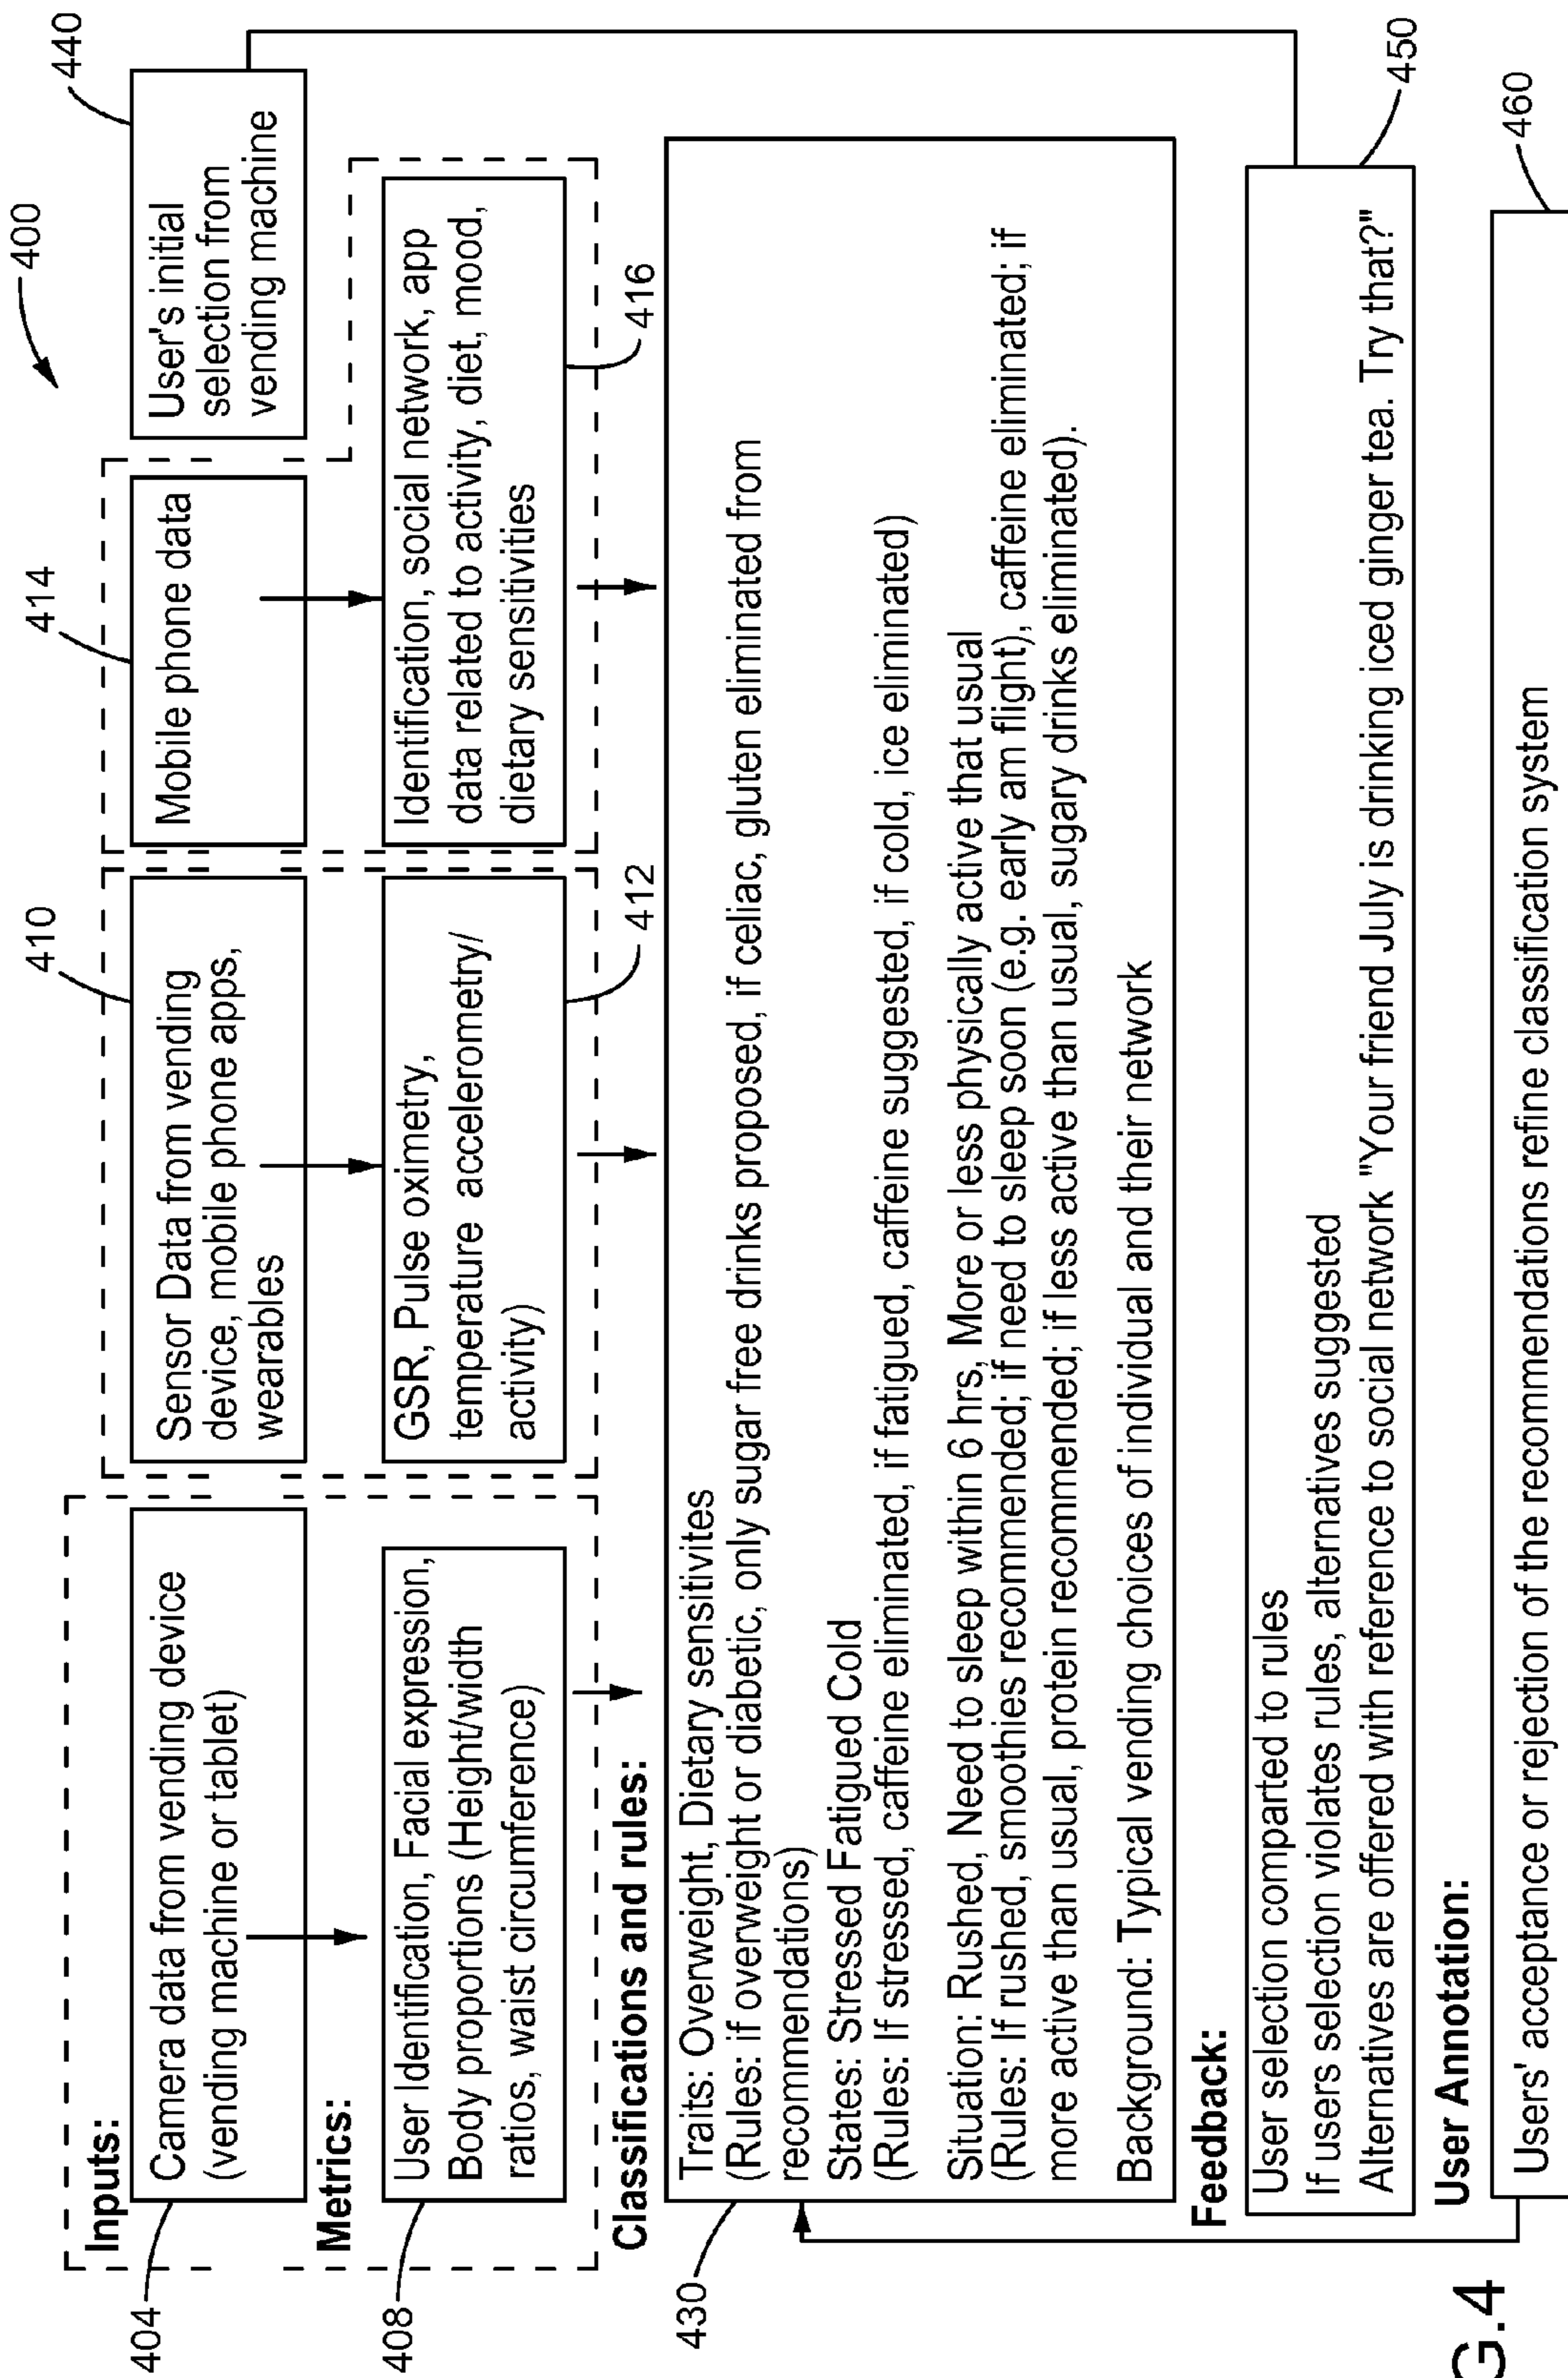 400
Inputs:
404
Camera data from vending device
(vending machine or tablet)
410
Sensor Data from vending
device, mobile phone apps,
wearables
414
Mobile phone data
440
User's initial
selection from
vending machine
Metrics:
408
User Identification, Facial expression,
Body proportions (Height/width
ratios, waist circumference)
GSR, Pulse oximetry,
temperature accelerometry/
activity)
412
Identification, social network, app
data related to activity, diet, mood,
dietary sensitivities
416
Classifications and rules:
430
Traits: Overweight, Dietary sensitivites
(Rules: if overweight or diabetic, only sugar free drinks proposed, if celiac, gluten eliminated from
recommendations)
States: Stressed Fatigued Cold
(Rules: If stressed, caffeine eliminated, if fatigued, caffeine suggested, if cold, ice eliminated)
Situation: Rushed, Need to sleep within 6 hrs, More or less physically active that usual
(Rules: If rushed, smoothies recommended; if need to sleep soon (e.g. early am flight), caffeine eliminated; if
more active than usual, protein recommended; if less active than usual, sugary drinks eliminated).
Background: Typical vending choices of individual and their network
Feedback:
User selection comparted to rules
If users selection violates rules, alternatives suggested
Alternatives are offered with reference to social network "Your friend July is drinking iced ginger tea. Try that?"
450
User Annotation:
460
Users' acceptance or rejection of the recommendations refine classification system
G.4